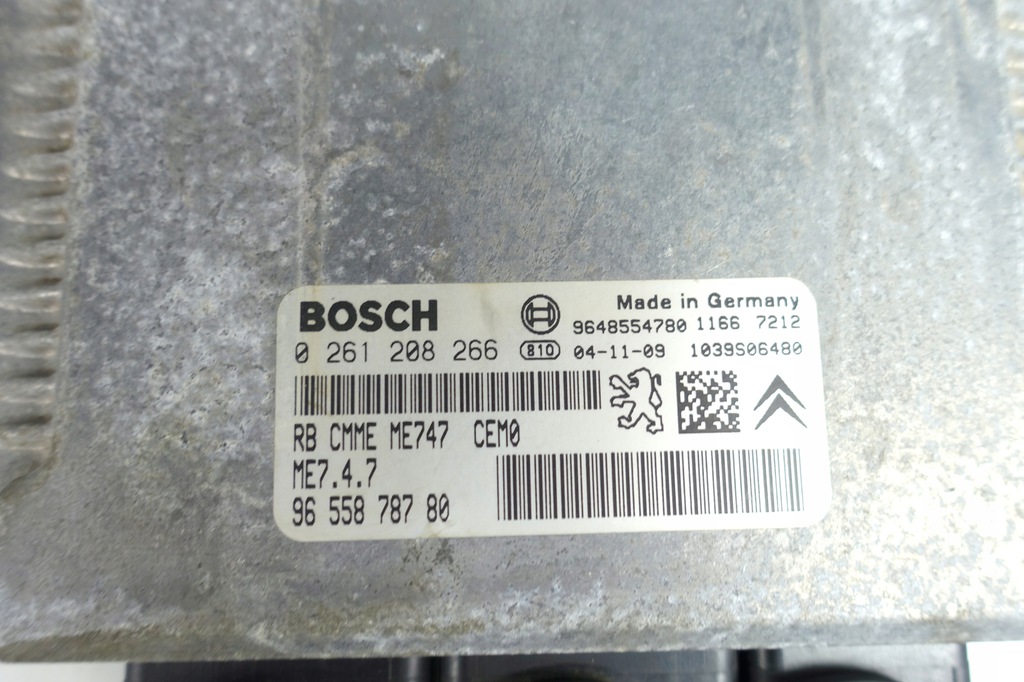 BOSCH
Made in Germany
9648554780 1166 7212
0 261 208 266 810 04-11-09 1039S06480
RB CMME ME747 CEM0
ME7.4.7
96 558 787 80